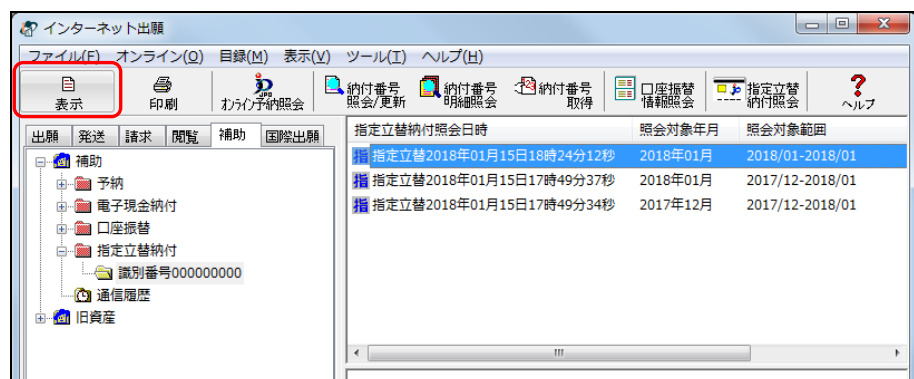 インターネット出願
ファイル(F) オンライン(O) 目録(M) 表示(V) ツール(T) ヘルプ(H)
表示
印刷
オンライン予納照会
納付番号
照会/更新
納付番号
明細照会
納付番号
取得
口座振替
情報照会
指定立替
納付照会
ヘルプ
出願 発送 請求 閲覧 補助 国際出願
補助
予納
電子現金納付
口座振替
指定立替納付
識別番号000000000
通信履歴
旧資産
指定立替納付照会日時 照会対象年月 照会対象範囲
指 指定立替2018年01月15日18時24分12秒 2018年01月 2018/01-2018/01
指 指定立替2018年01月15日17時49分37秒 2018年01月 2017/12-2018/01
指 指定立替2018年01月15日17時49分34秒 2017年12月 2017/12-2018/01